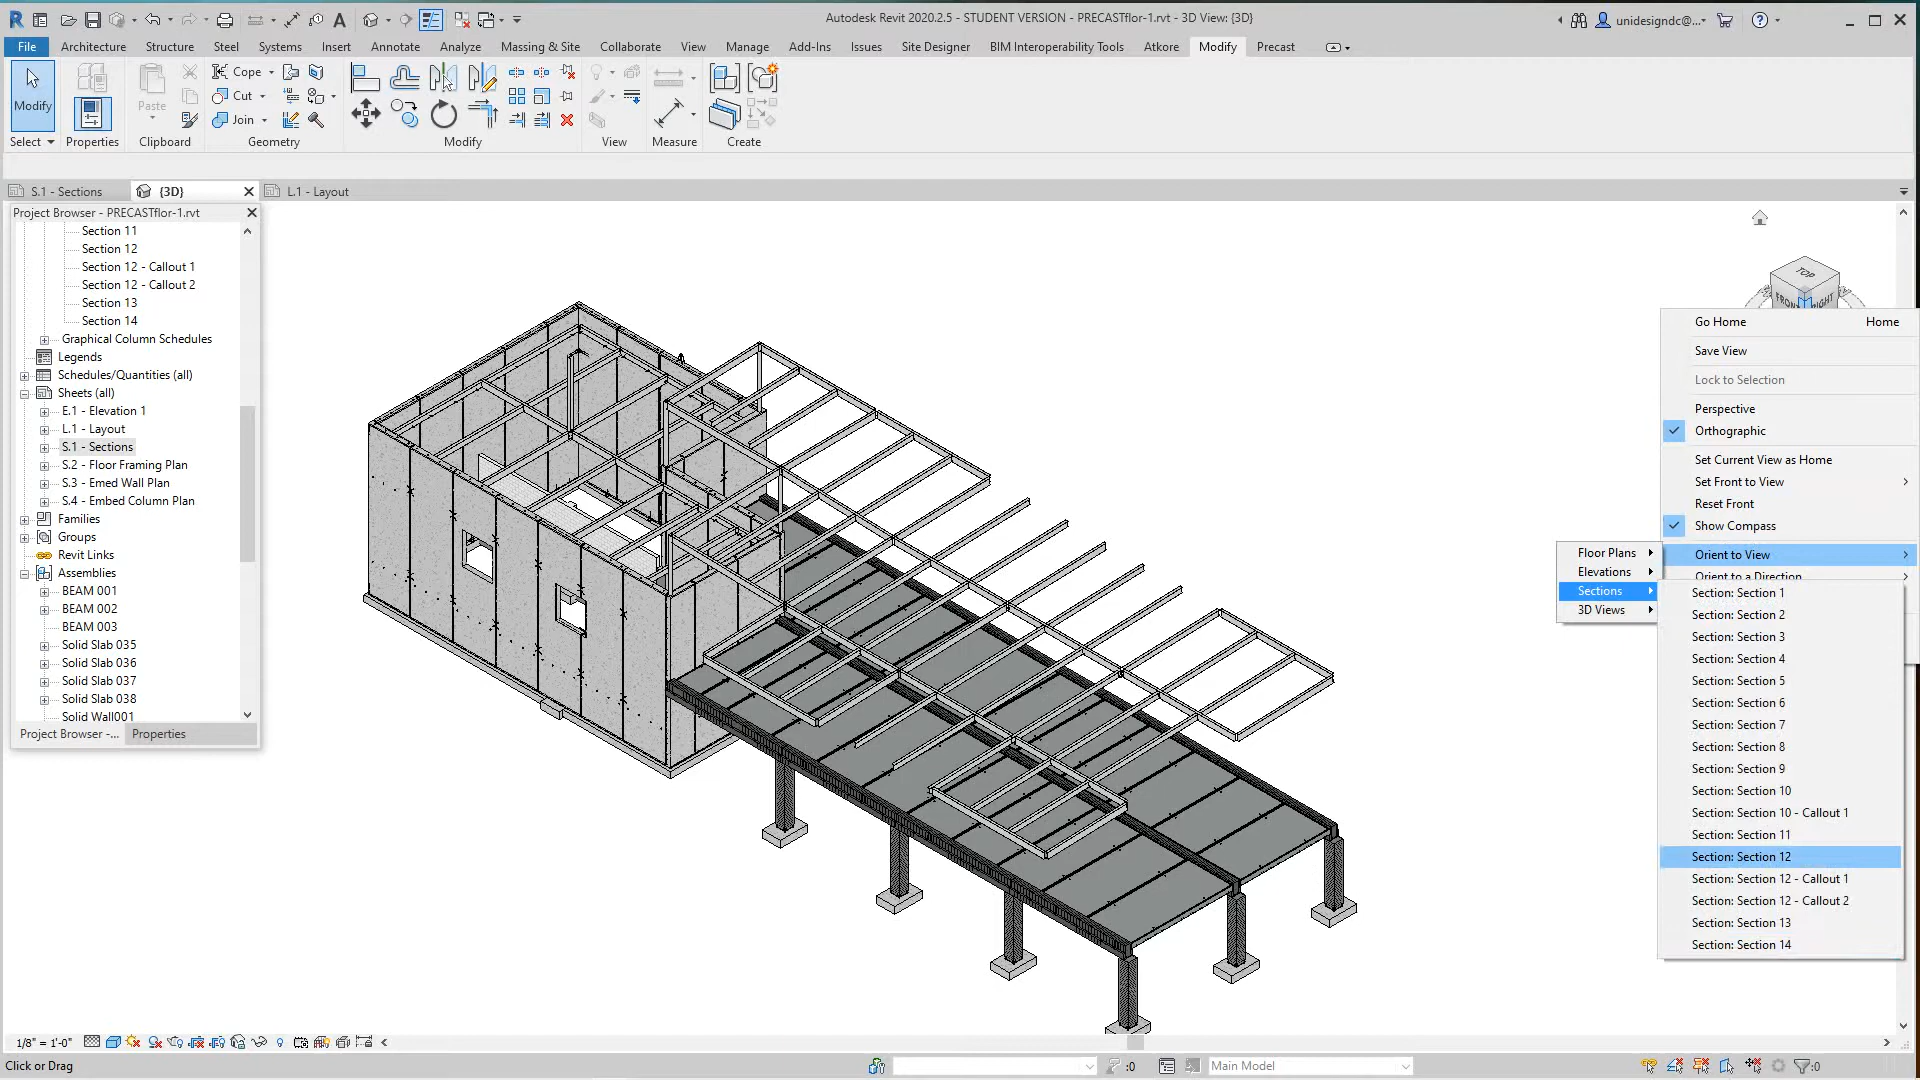 Autodesk Revit 2020.2.5 - STUDENT VERSION - PRECASTflor-1.rvt - 3D View: {3D}
unidesigndc@...
File Architecture Structure Steel Systems Insert Annotate Analyze Massing & Site Collaborate View Manage Add-Ins Issues Site Designer BIM Interoperability Tools Atkore Modify Precast
Modify
Paste
Cope
Cut
Join
Select Properties Clipboard Geometry Modify View Measure Create
S.1 - Sections {3D} L.1 - Layout
Project Browser - PRECASTflor-1.rvt
Section 11
Section 12
Section 12 - Callout 1
Section 12 - Callout 2
Section 13
Section 14
Graphical Column Schedules
Legends
Schedules/Quantities (all)
Sheets (all)
E.1 - Elevation 1
L.1 - Layout
S.1 - Sections
S.2 - Floor Framing Plan
S.3 - Emed Wall Plan
S.4 - Embed Column Plan
Families
Groups
Revit Links
Assemblies
BEAM 001
BEAM 002
BEAM 003
Solid Slab 035
Solid Slab 036
Solid Slab 037
Solid Slab 038
Solid Wall001
Project Browser -... Properties
TOP
FRONT
RIGHT
Go Home Home
Save View
Lock to Selection
Perspective
Orthographic
Set Current View as Home
Set Front to View
Reset Front
Show Compass
Orient to View
Orient to a Direction
Floor Plans
Elevations
Sections
3D Views
Section: Section 1
Section: Section 2
Section: Section 3
Section: Section 4
Section: Section 5
Section: Section 6
Section: Section 7
Section: Section 8
Section: Section 9
Section: Section 10
Section: Section 10 - Callout 1
Section: Section 11
Section: Section 12
Section: Section 12 - Callout 1
Section: Section 12 - Callout 2
Section: Section 13
Section: Section 14
1/8" = 1'-0"
Click or Drag
:0
Main Model
:0